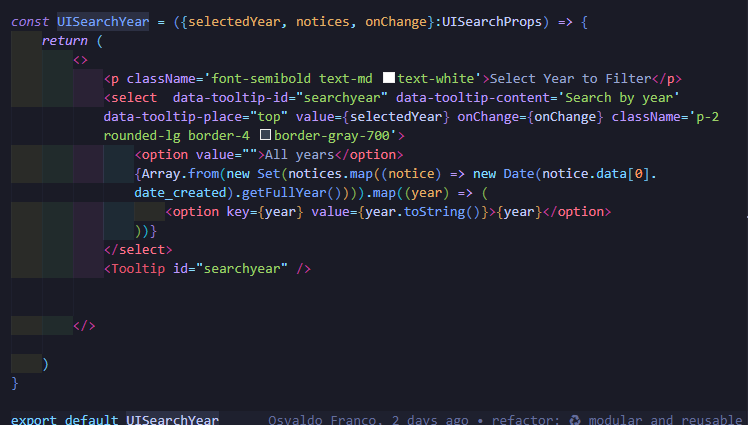 const UISearchYear = ({selectedYear, notices, onChange}:UISearchProps) => {
return (
<>
<p className='font-semibold text-md text-white'>Select Year to Filter</p>
<select  data-tooltip-id="searchyear" data-tooltip-content='Search by year'
data-tooltip-place="top" value={selectedYear} onChange={onChange} className='p-2
rounded-lg border-4 border-gray-700'>
<option value="">All years</option>
{Array.from(new Set(notices.map((notice) => new Date(notice.data[0].
date_created).getFullYear()))).map((year) => (
<option key={year} value={year.toString()}>{year}</option>
))}
</select>
<Tooltip id="searchyear" />
</>
)
}
export default UISearchYear Osvaldo Franco, 2 days ago • refactor: ♻ modular and reusable